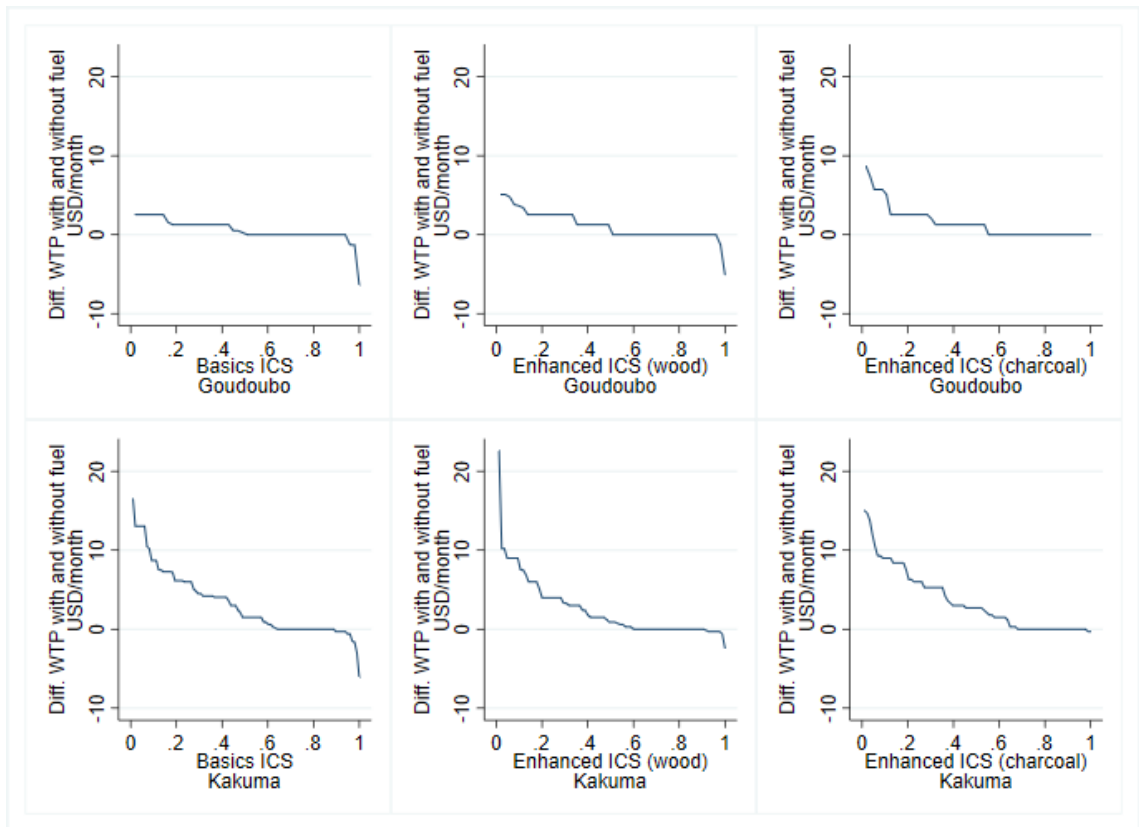 Diff. WTP with and without fuel
USD/month
20
10
0
-10
0 .2 .4 .6 .8 1
Basics ICS
Goudoubo
Diff. WTP with and without fuel
USD/month
20
10
0
-10
0 .2 .4 .6 .8 1
Enhanced ICS (wood)
Goudoubo
Diff. WTP with and without fuel
USD/month
20
10
0
-10
0 .2 .4 .6 .8 1
Enhanced ICS (charcoal)
Goudoubo
Diff. WTP with and without fuel
USD/month
20
10
0
-10
0 .2 .4 .6 .8 1
Basics ICS
Kakuma
Diff. WTP with and without fuel
USD/month
20
10
0
-10
0 .2 .4 .6 .8 1
Enhanced ICS (wood)
Kakuma
Diff. WTP with and without fuel
USD/month
20
10
0
-10
0 .2 .4 .6 .8 1
Enhanced ICS (charcoal)
Kakuma